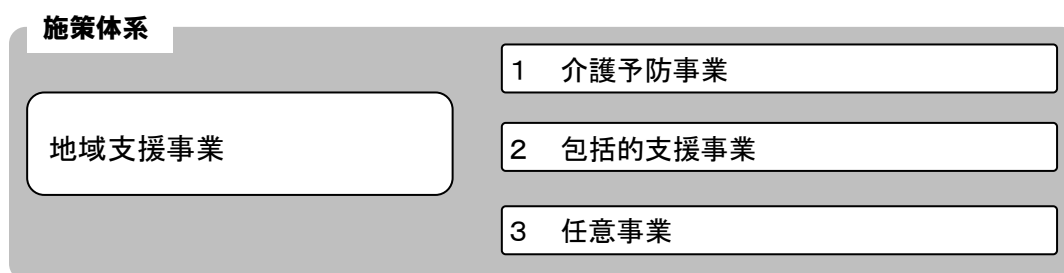 施策体系
地域支援事業
１　介護予防事業
２　包括的支援事業
３　任意事業